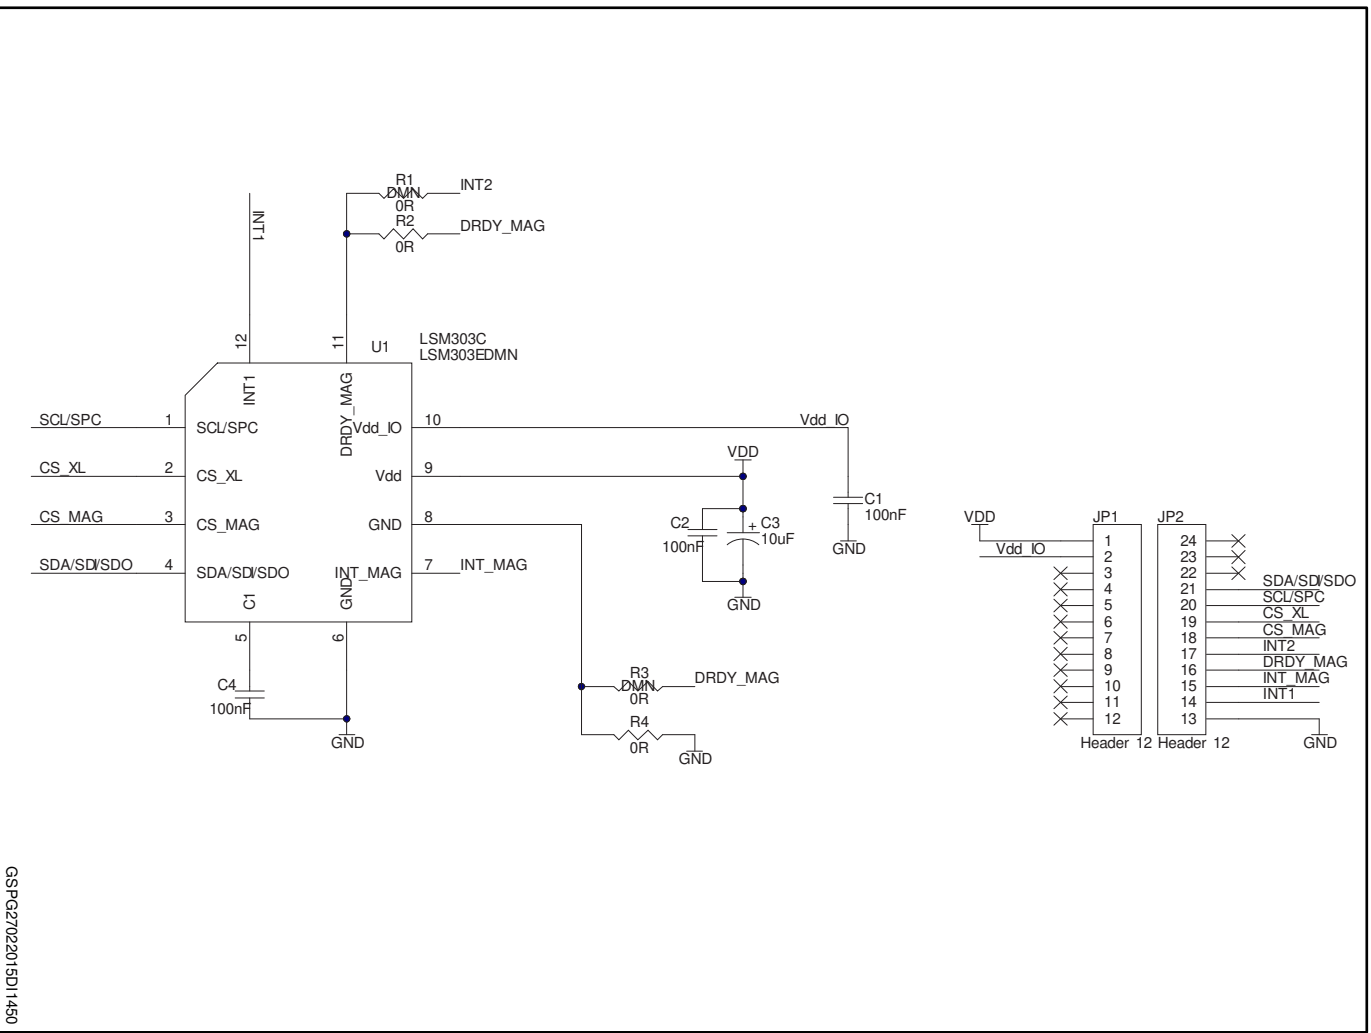 R1
DMN
0R
INT2
R2
0R
DRDY_MAG
INT1
12
11
U1
LSM303C
LSM303EDMN
INT1
DRDY_MAG
SCL/SPC
1
SCL/SPC
Vdd_IO
10
Vdd_IO
CS_XL
2
CS_XL
Vdd
9
VDD
CS_MAG
3
CS_MAG
GND
8
SDA/SDI/SDO
4
SDA/SDI/SDO
INT_MAG
7
INT_MAG
C1
GND
5
6
C4
100nF
GND
C2
100nF
+
C3
10uF
GND
C1
100nF
GND
R3
DMN
0R
DRDY_MAG
R4
0R
GND
VDD
Vdd_IO
JP1
1
2
3
4
5
6
7
8
9
10
11
12
Header 12
JP2
24
23
22
21
20
19
18
17
16
15
14
13
Header 12
SDA/SDI/SDO
SCL/SPC
CS_XL
CS_MAG
INT2
DRDY_MAG
INT_MAG
INT1
GND
GSPG27022015DI1450